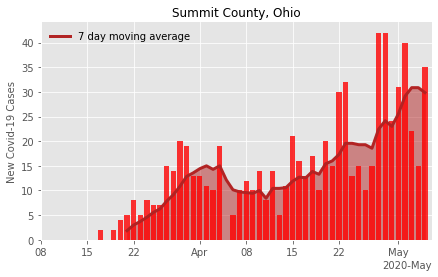 Summit County, Ohio
7 day moving average
New Covid-19 Cases
40
35
30
25
20
15
10
5
0
08 15 22 Apr 08 15 22 May
2020-May